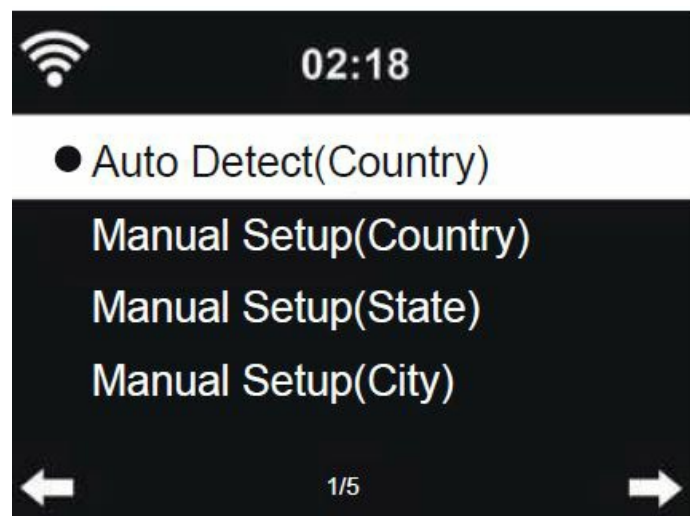 02:18
Auto Detect(Country)
Manual Setup(Country)
Manual Setup(State)
Manual Setup(City)
1/5